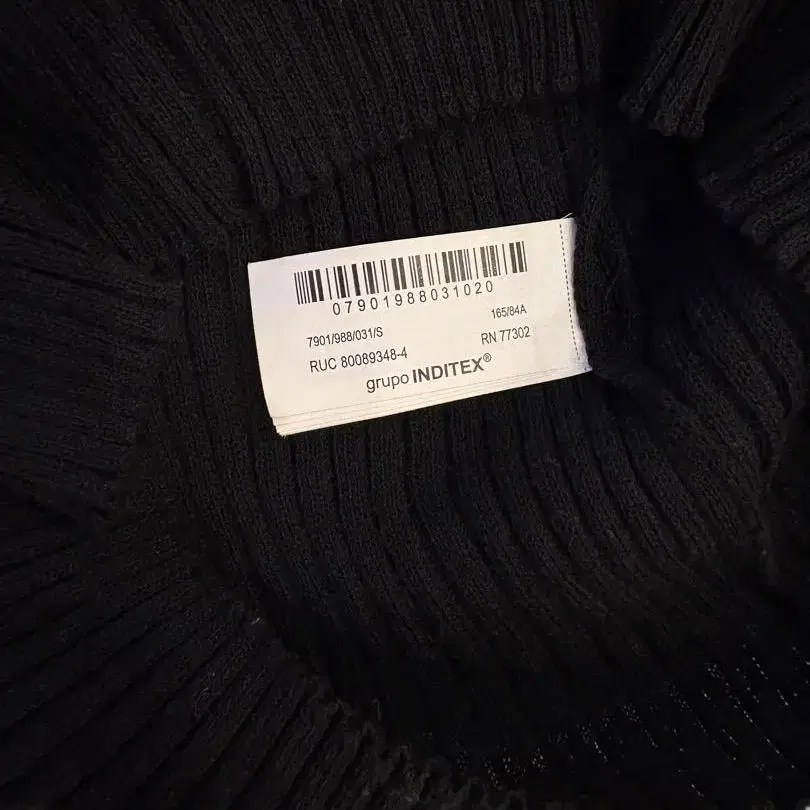 07901988031020
7901/988/031/S 165/84A
RUC 80089348-4 RN 77302
grupo INDITEX®